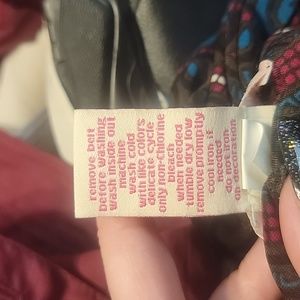 remove belt
before washing
wash inside out
machine
wash cold
with like colors
delicate cycle
only non-chlorine
bleach
when needed
tumble dry low
remove promptly
cool iron if
needed
do not iron
on decoration